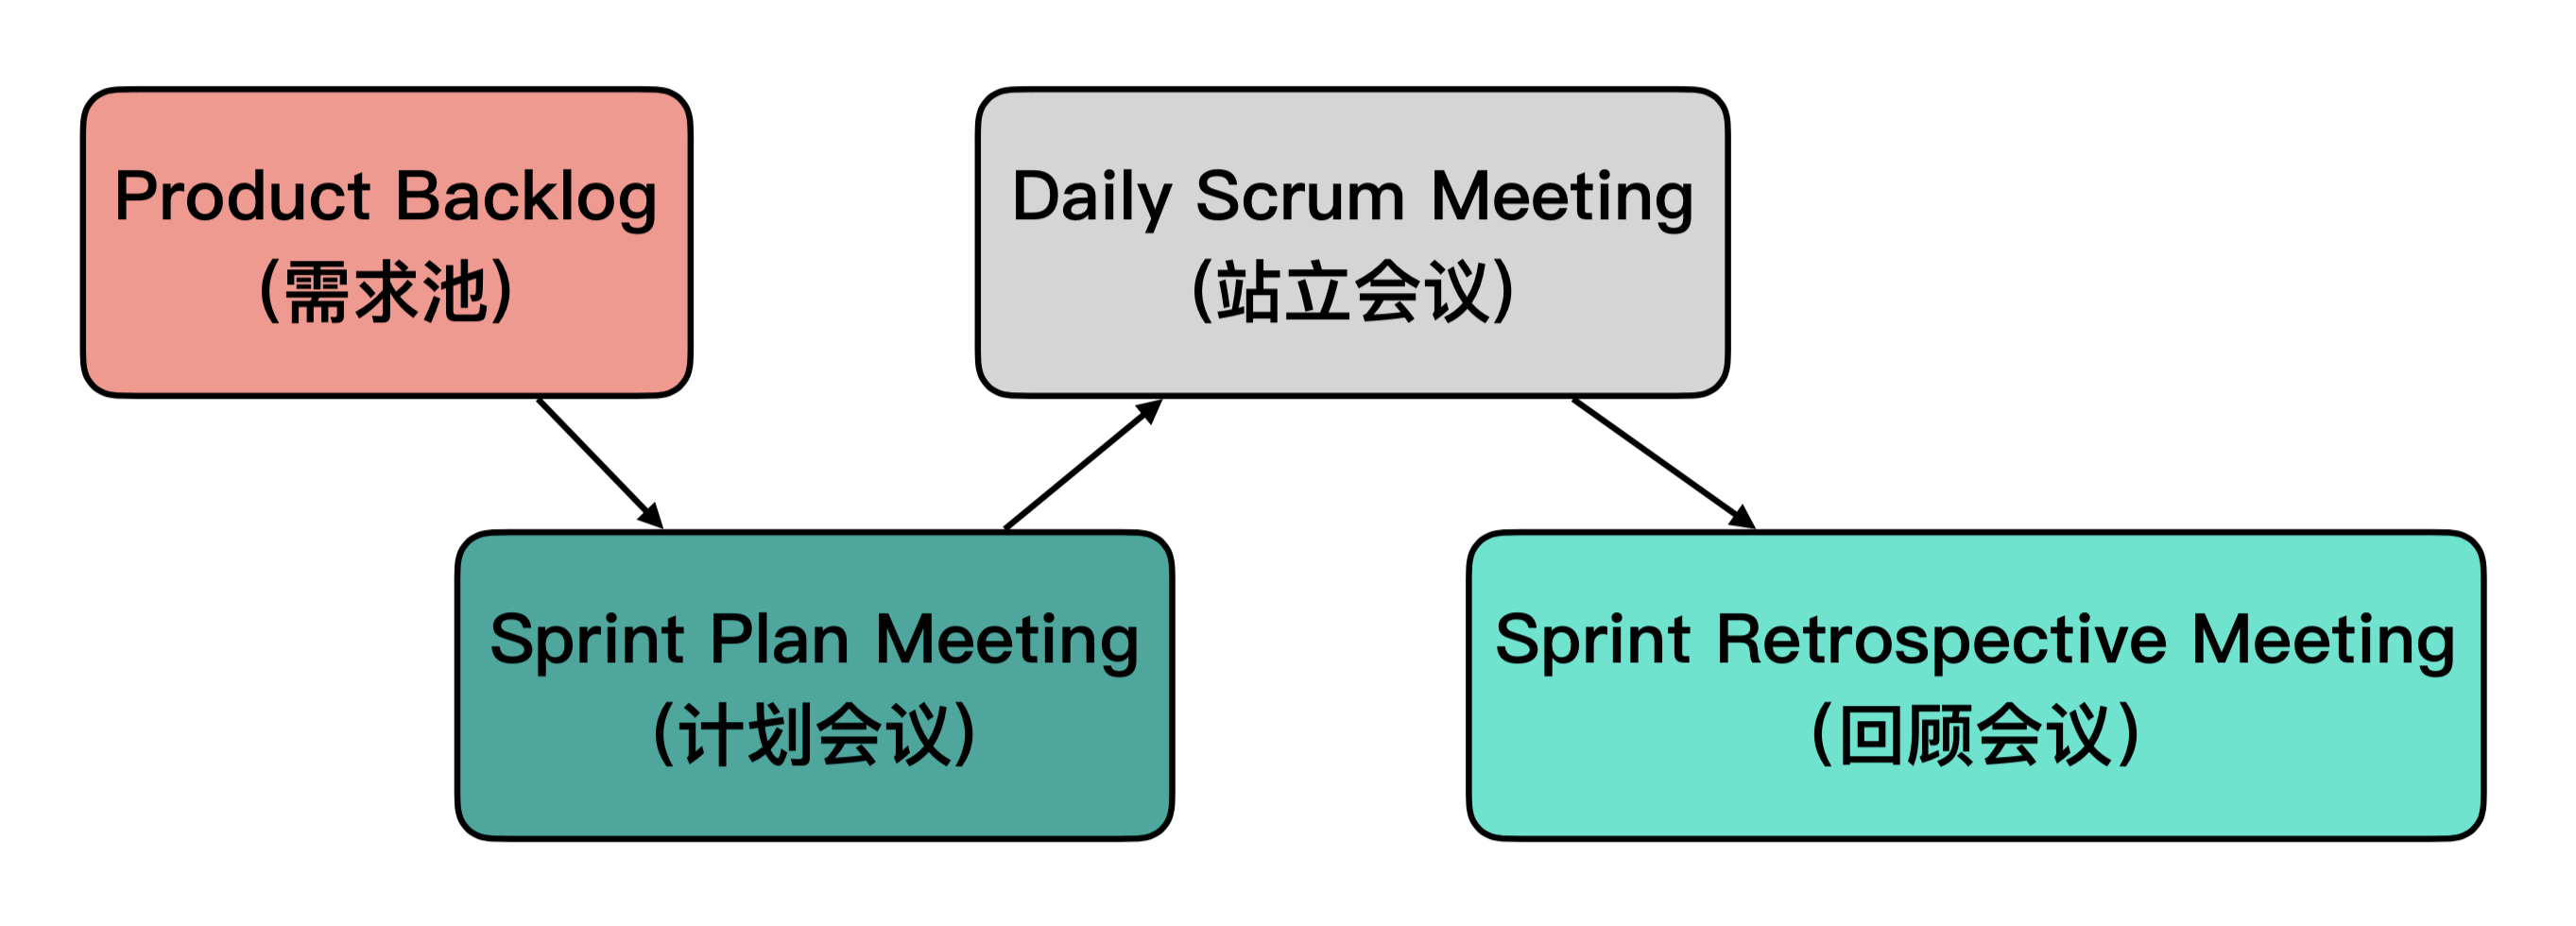 Product Backlog
(需求池)
Daily Scrum Meeting
(站立会议)
Sprint Plan Meeting
(计划会议)
Sprint Retrospective Meeting
(回顾会议)